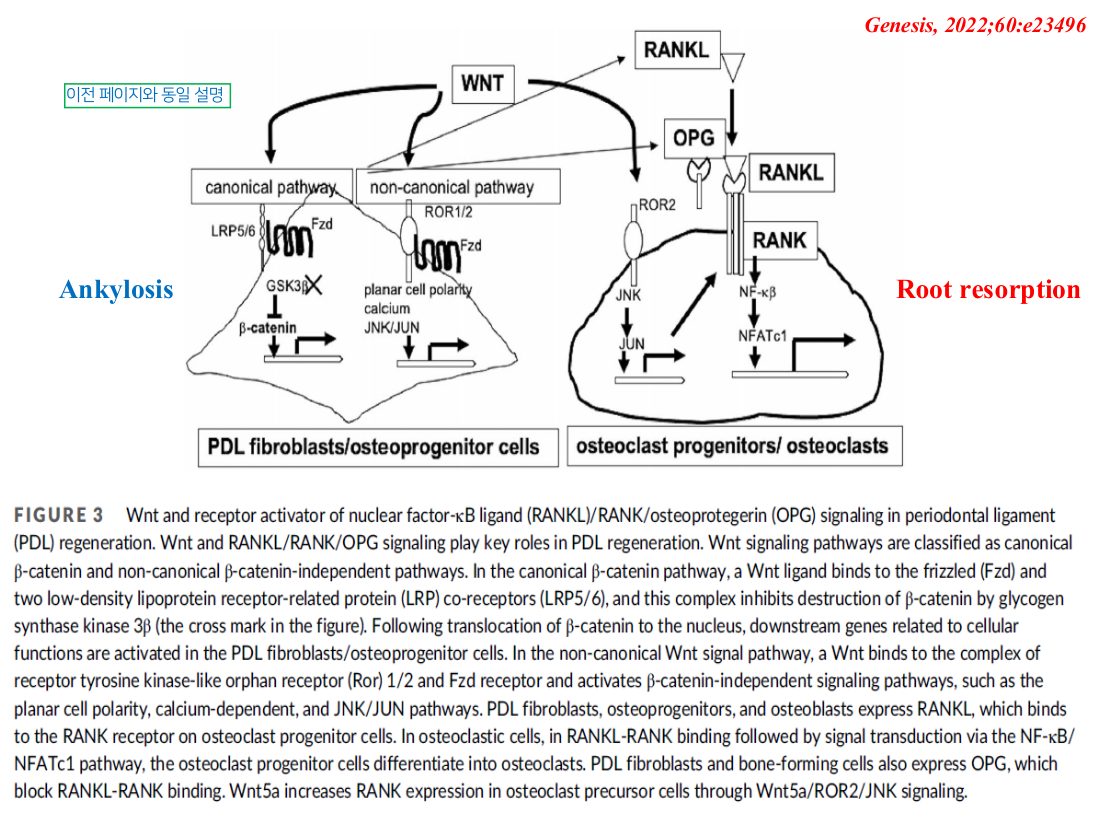 Genesis, 2022;60:e23496
이전 페이지와 동일 설명
RANKL
WNT
OPG
RANKL
canonical pathway
non-canonical pathway
ROR1/2
ROR2
LRP5/6
Fzd
Fzd
RANK
Ankylosis
Root resorption
GSK3β
planar cell polarity
calcium
JNK/JUN
β-catenin
JNK
JUN
NF-κβ
NFATc1
PDL fibroblasts/osteoprogenitor cells
osteoclast progenitors/ osteoclasts
FIGURE 3 Wnt and receptor activator of nuclear factor-κB ligand (RANKL)/RANK/osteoprotegerin (OPG) signaling in periodontal ligament
(PDL) regeneration. Wnt and RANKL/RANK/OPG signaling play key roles in PDL regeneration. Wnt signaling pathways are classified as canonical
β-catenin and non-canonical β-catenin-independent pathways. In the canonical β-catenin pathway, a Wnt ligand binds to the frizzled (Fzd) and
two low-density lipoprotein receptor-related protein (LRP) co-receptors (LRP5/6), and this complex inhibits destruction of β-catenin by glycogen
synthase kinase 3β (the cross mark in the figure). Following translocation of β-catenin to the nucleus, downstream genes related to cellular
functions are activated in the PDL fibroblasts/osteoprogenitor cells. In the non-canonical Wnt signal pathway, a Wnt binds to the complex of
receptor tyrosine kinase-like orphan receptor (Ror) 1/2 and Fzd receptor and activates β-catenin-independent signaling pathways, such as the
planar cell polarity, calcium-dependent, and JNK/JUN pathways. PDL fibroblasts, osteoprogenitors, and osteoblasts express RANKL, which binds
to the RANK receptor on osteoclast progenitor cells. In osteoclastic cells, in RANKL-RANK binding followed by signal transduction via the NF-κB/
NFATc1 pathway, the osteoclast progenitor cells differentiate into osteoclasts. PDL fibroblasts and bone-forming cells also express OPG, which
block RANKL-RANK binding. Wnt5a increases RANK expression in osteoclast precursor cells through Wnt5a/ROR2/JNK signaling.